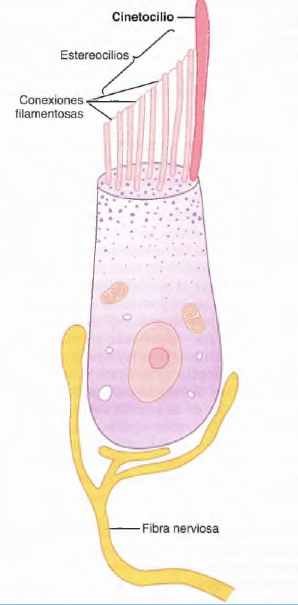 Cinetocilio
Estereocilios
Conexiones
filamentosas
Fibra nerviosa